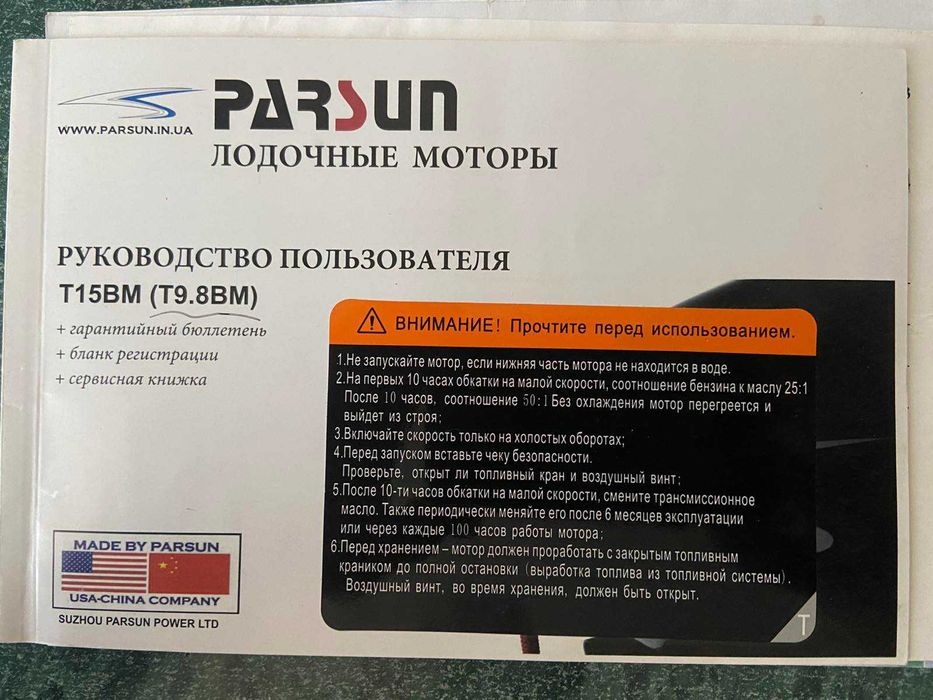 PARSUN
WWW.PARSUN.IN.UA
ЛОДОЧНЫЕ МОТОРЫ
РУКОВОДСТВО ПОЛЬЗОВАТЕЛЯ
T15BM (T9.8BM)
+ гарантийный бюллетень
+ бланк регистрации
+ сервисная книжка
ВНИМАНИЕ! Прочтите перед использованием.
1.Не запускайте мотор, если нижняя часть мотора не находится в воде.
2.На первых 10 часах обкатки на малой скорости, соотношение бензина к маслу 25:1
После 10 часов, соотношение 50:1 Без охлаждения мотор перегреется и
выйдет из строя;
3.Включайте скорость только на холостых оборотах;
4.Перед запуском вставьте чеку безопасности.
Проверьте, открыт ли топливный кран и воздушный винт;
5.После 10-ти часов обкатки на малой скорости, смените трансмиссионное
масло. Также периодически меняйте его после 6 месяцев эксплуатации
или через каждые 100 часов работы мотора;
6.Перед хранением – мотор должен проработать с закрытым топливным
краником до полной остановки (выработка топлива из топливной системы).
Воздушный винт, во время хранения, должен быть открыт.
T
MADE BY PARSUN
USA-CHINA COMPANY
SUZHOU PARSUN POWER LTD